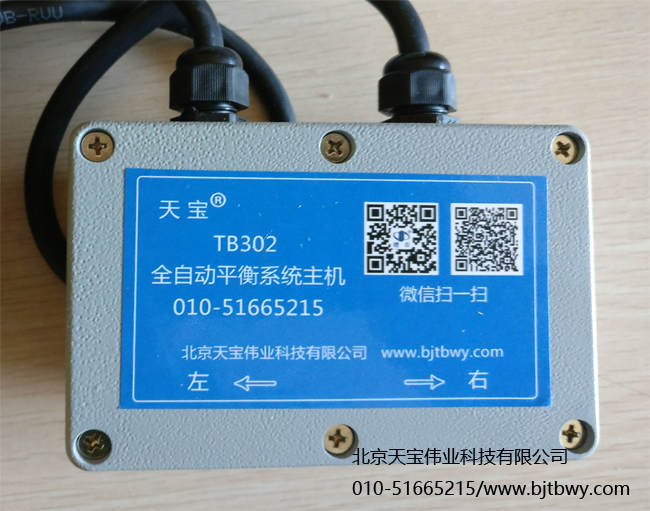 UB-RUU
天宝®
TB302
全自动平衡系统主机
010-51665215
微信扫一扫
北京天宝伟业科技有限公司 www.bjtbwy.com
左 右
北京天宝伟业科技有限公司
010-51665215/www.bjtbwy.com